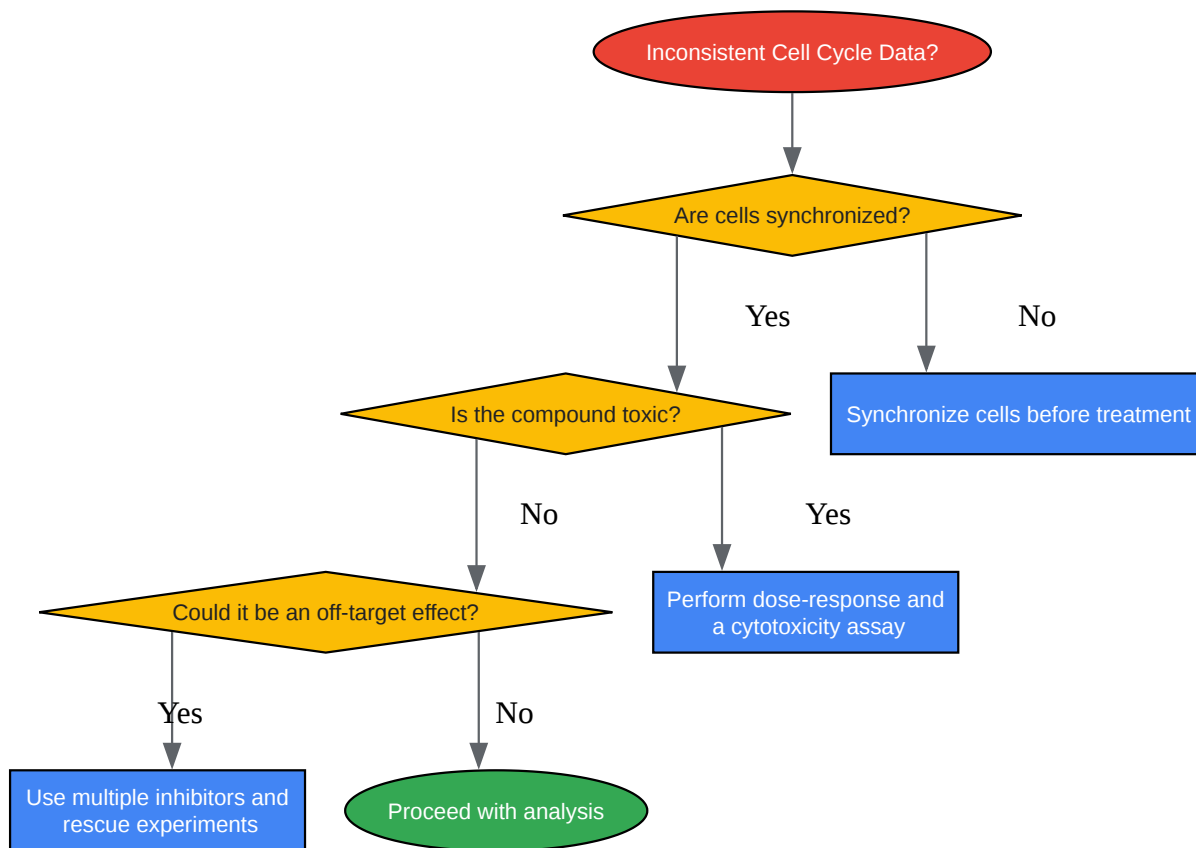 Inconsistent Cell Cycle Data?
Are cells synchronized?
Yes
No
Is the compound toxic?
Synchronize cells before treatment
No
Yes
Could it be an off-target effect?
Perform dose-response and
a cytotoxicity assay
Yes
No
Use multiple inhibitors and
rescue experiments
Proceed with analysis